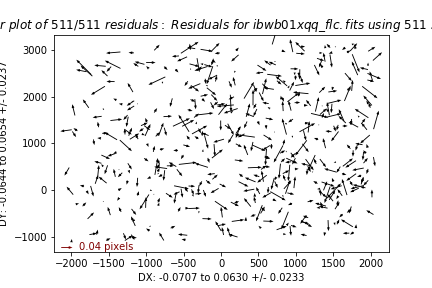 r plot of 511/511 residuals: Residuals for ibwb01xqq_flc.fits using 511
3000
2000
1000
0
−1000
DY: -0.0644 to 0.0654 +/- 0.0237
0.04 pixels
−2000 −1500 −1000 −500 0 500 1000 1500 2000
DX: -0.0707 to 0.0630 +/- 0.0233